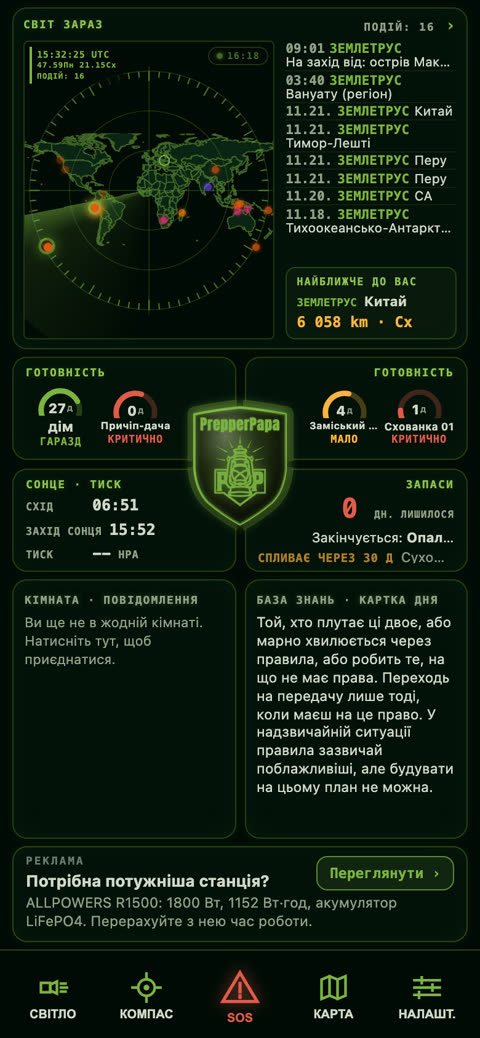 СВІТ ЗАРАЗ
ПОДІЙ: 16 ›
15:32:25 UTC
47.59Пн 21.15Сх
ПОДІЙ: 16
16:18
09:01 ЗЕМЛЕТРУС
На захід від: острів Мак...
03:40 ЗЕМЛЕТРУС
Вануату (регіон)
11.21. ЗЕМЛЕТРУС Китай
11.21. ЗЕМЛЕТРУС
Тимор-Лешті
11.21. ЗЕМЛЕТРУС Перу
11.21. ЗЕМЛЕТРУС Перу
11.20. ЗЕМЛЕТРУС СА
11.18. ЗЕМЛЕТРУС
Тихоокеансько-Антаркт...
НАЙБЛИЖЧЕ ДО ВАС
ЗЕМЛЕТРУС Китай
6 058 km · Сх
ГОТОВНІСТЬ
27д
дім
ГАРАЗД
0д
Причіп-дача
КРИТИЧНО
ГОТОВНІСТЬ
4д
Заміський ...
МАЛО
1д
Схованка 01
КРИТИЧНО
PrepperPapa
PP
СОНЦЕ · ТИСК
СХІД 06:51
ЗАХІД СОНЦЯ 15:52
ТИСК —— НРА
ЗАПАСИ
0 ДН. ЛИШИЛОСЯ
Закінчується: Опал...
СПЛИВАЄ ЧЕРЕЗ 30 Д Сухо...
КІМНАТА · ПОВІДОМЛЕННЯ
Ви ще не в жодній кімнаті.
Натисніть тут, щоб
приєднатися.
БАЗА ЗНАНЬ · КАРТКА ДНЯ
Той, хто плутає ці двоє, або
марно хвилюється через
правила, або робить те, на
що не має права. Переходь
на передачу лише тоді,
коли маєш на це право. У
надзвичайній ситуації
правила зазвичай
поблажливіші, але будувати
на цьому план не можна.
РЕКЛАМА
Потрібна потужніша станція?
Переглянути ›
ALLPOWERS R1500: 1800 Вт, 1152 Вт·год, акумулятор
LiFePO4. Перерахуйте з нею час роботи.
СВІТЛО
КОМПАС
SOS
КАРТА
НАЛАШТ.